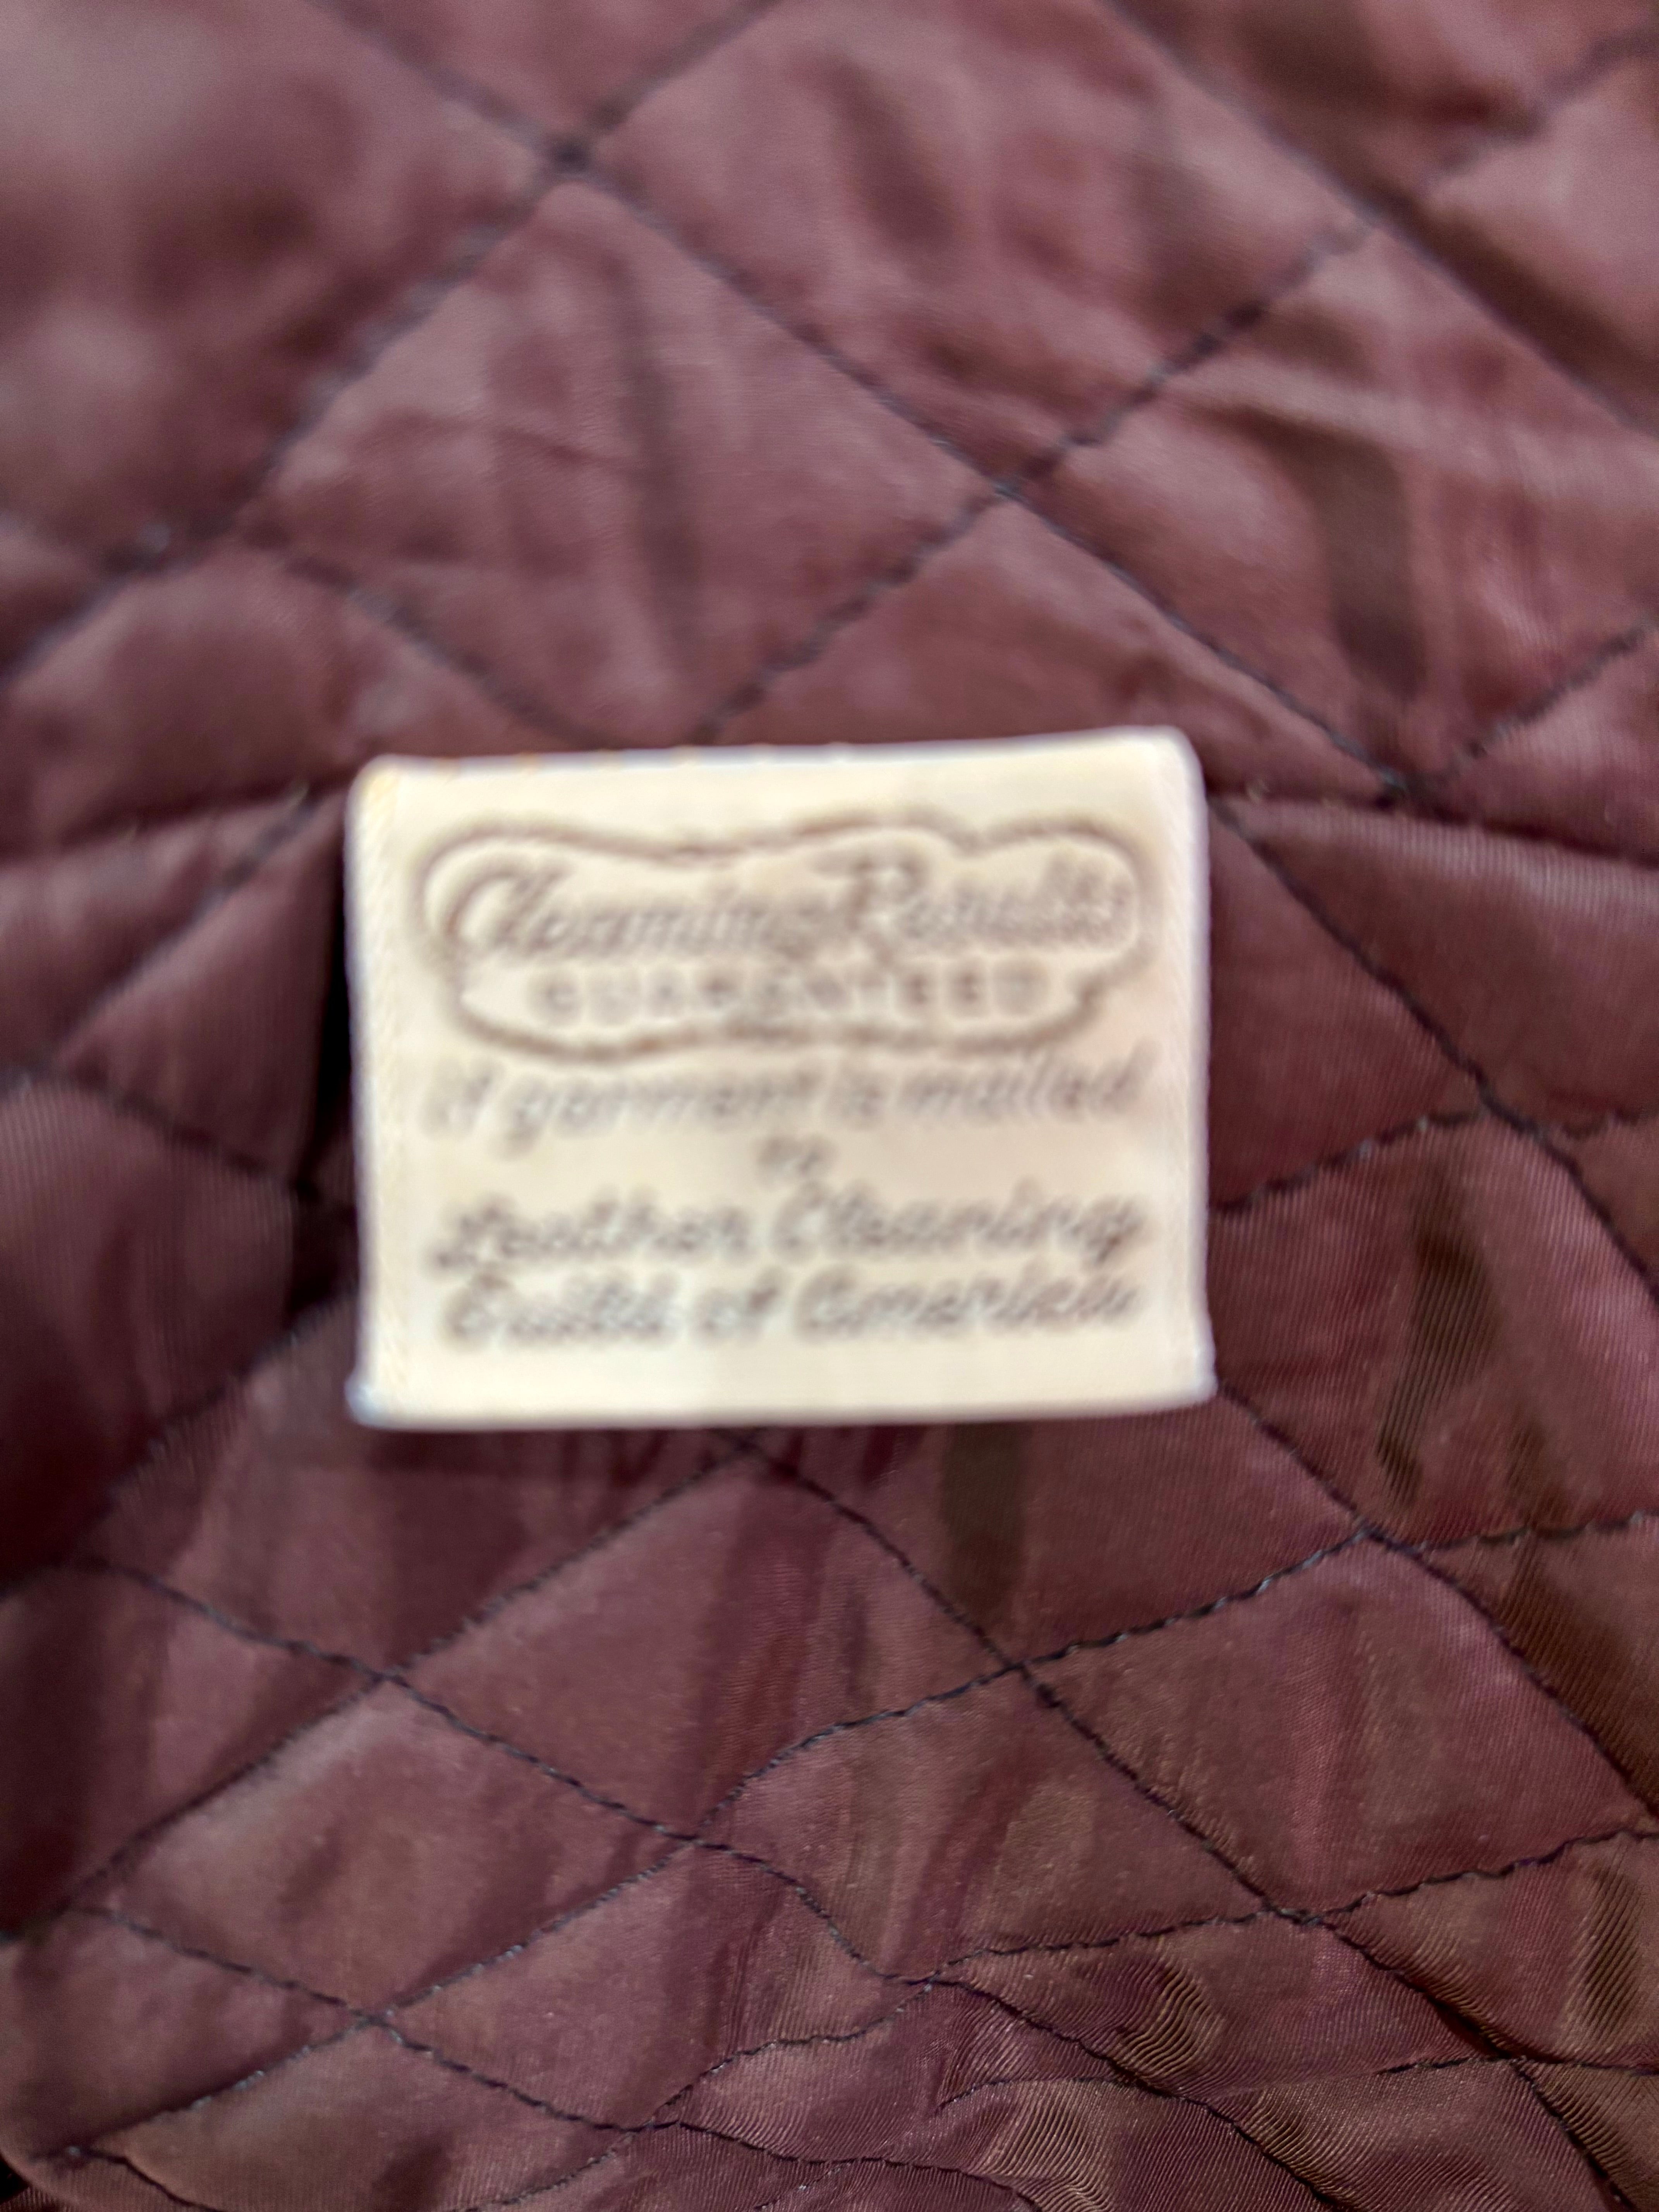 Cleaning Results
GUARANTEED
if garment is mailed
to
Leather Cleaning
Guild of America